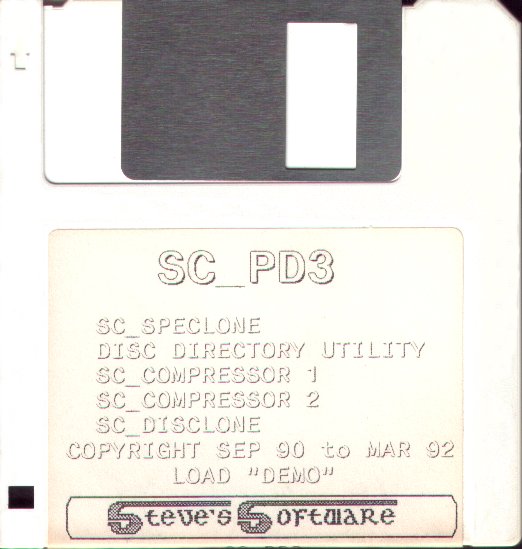 SC_PD3
SC_SPECLONE
DISC DIRECTORY UTILITY
SC_COMPRESSOR 1
SC_COMPRESSOR 2
SC_DISCLONE
COPYRIGHT SEP 90 to MAR 92
LOAD "DEMO"
Steve's Software